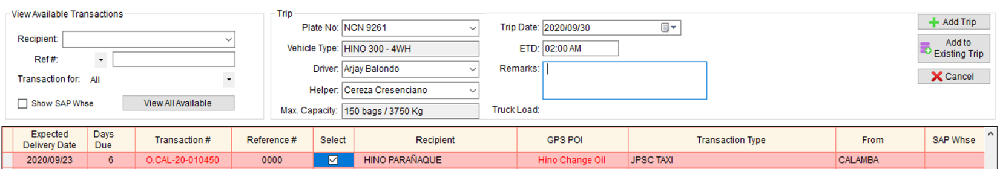 View Available Transactions
Recipient:
Ref #:
Transaction for: All
Show SAP Whse
View All Available
Trip
Plate No: NCN 9261
Vehicle Type: HINO 300 - 4WH
Driver: Arjay Balondo
Helper: Cereza Cresenciano
Max. Capacity: 150 bags / 3750 Kg
Trip Date: 2020/09/30
ETD: 02:00 AM
Remarks:
Truck Load:
Add Trip
Add to
Existing Trip
Cancel
Expected Delivery Date Days Due Transaction # Reference # Select Recipient GPS POI Transaction Type From SAP Whse
2020/09/23 6 O.CAL-20-010450 0000 HINO PARAÑAQUE Hino Change Oil JPSC TAXI CALAMBA